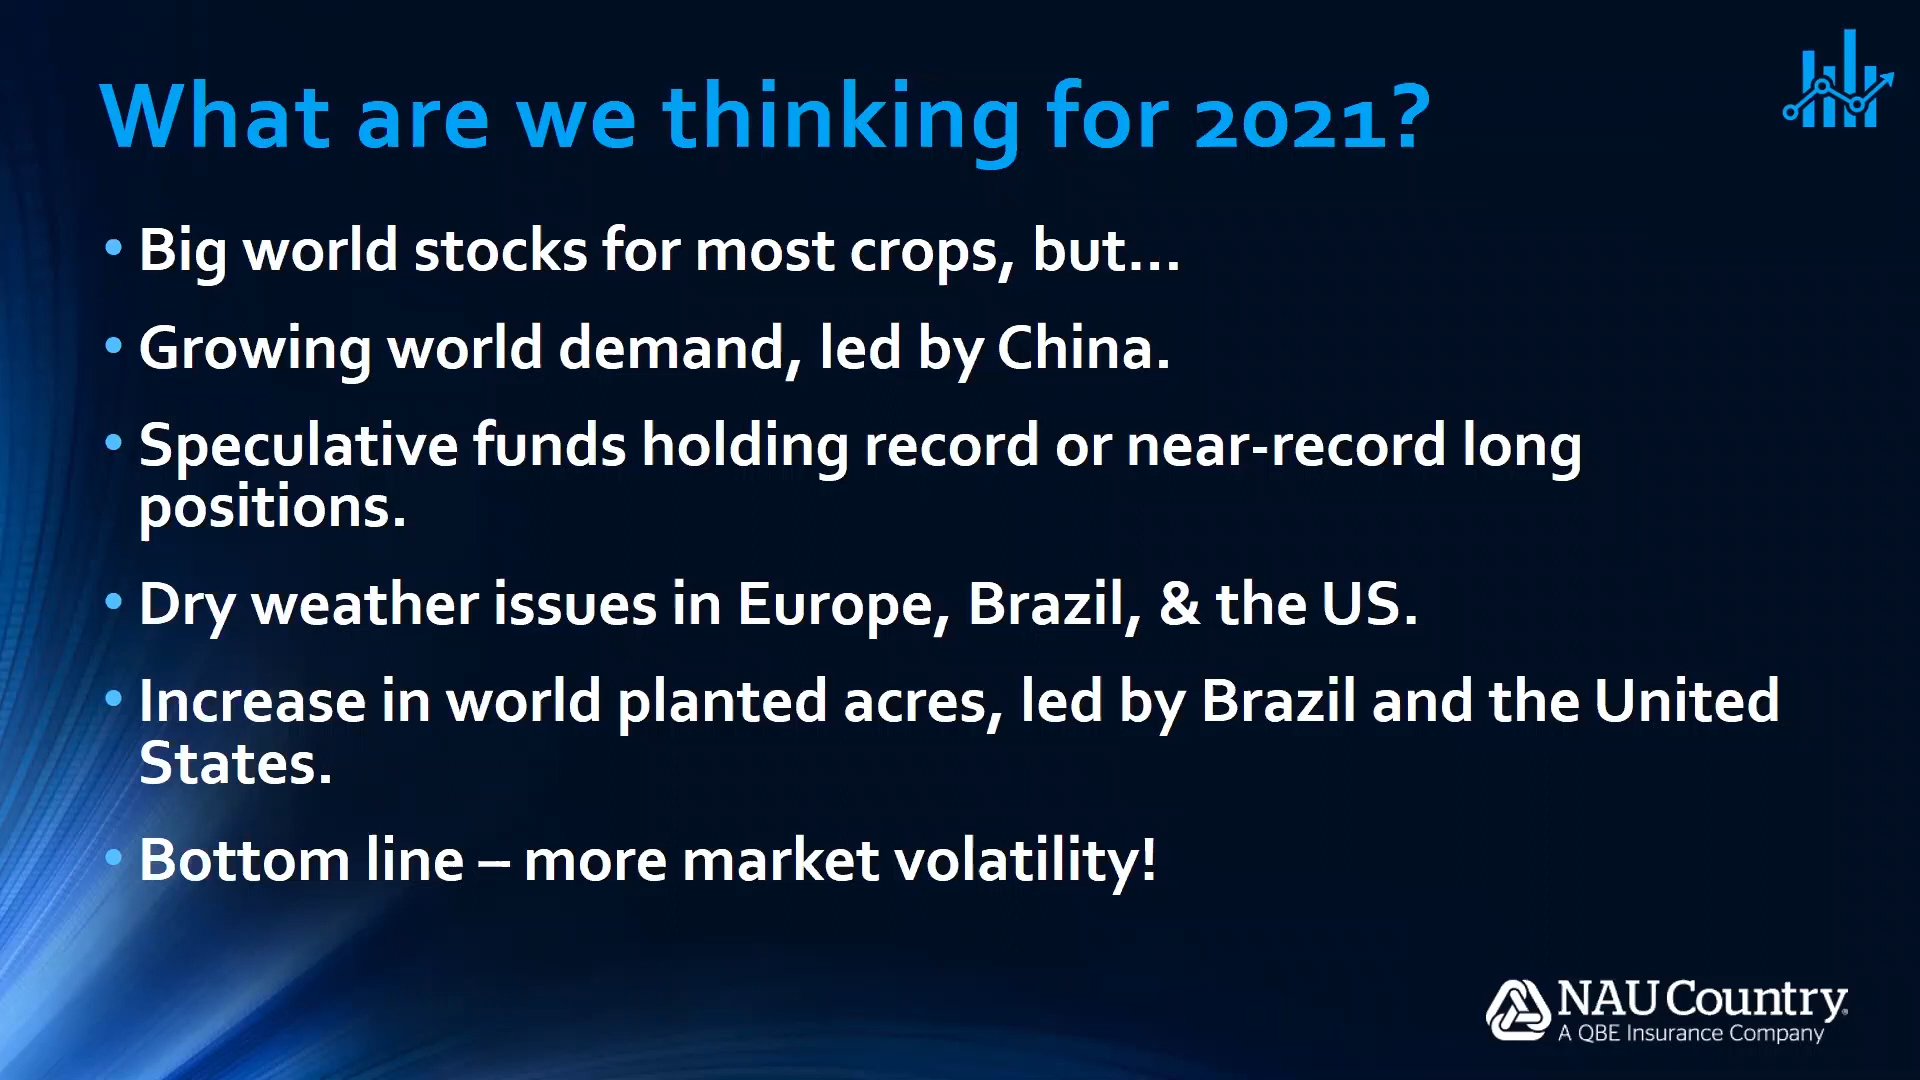 What are we thinking for 2021?
• Big world stocks for most crops, but...
• Growing world demand, led by China.
• Speculative funds holding record or near-record long
positions.
• Dry weather issues in Europe, Brazil, & the US.
• Increase in world planted acres, led by Brazil and the United
States.
• Bottom line – more market volatility!
NAU Country®
A QBE Insurance Company